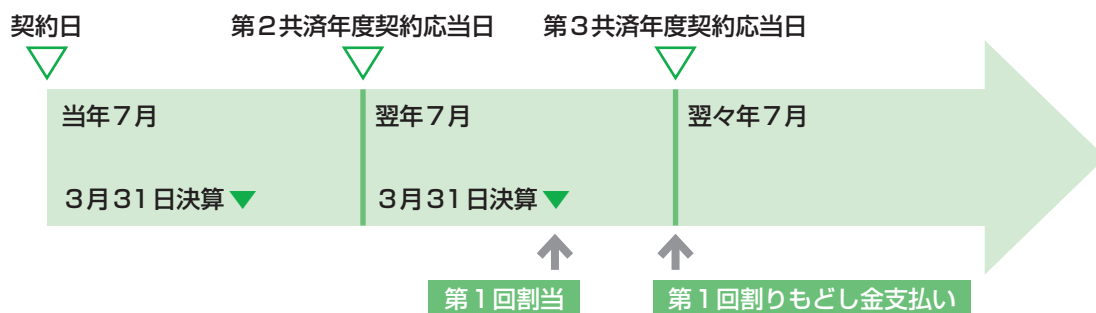 契約日　第２共済年度契約応当日　第３共済年度契約応当日
当年７月　翌年７月　翌々年７月
３月３１日決算　３月３１日決算
第１回割当　第１回割りもどし金支払い